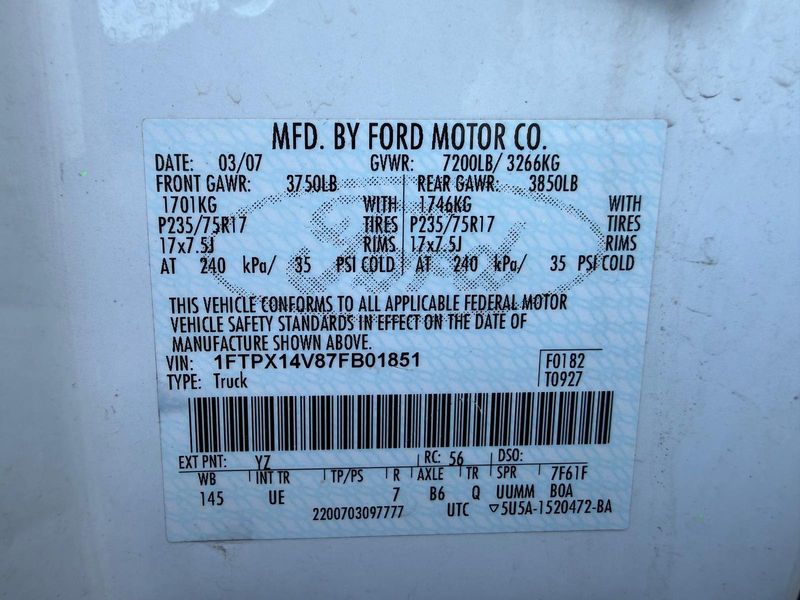 MFD. BY FORD MOTOR CO.
DATE: 03/07 GVWR: 7200LB/ 3266KG
FRONT GAWR: 3750LB REAR GAWR: 3850LB
1701KG WITH 1746KG WITH
P235/75R17 TIRES P235/75R17 TIRES
17x7.5J RIMS 17x7.5J RIMS
AT 240 kPa/ 35 PSI COLD AT 240 kPa/ 35 PSI COLD
Ford
THIS VEHICLE CONFORMS TO ALL APPLICABLE FEDERAL MOTOR
VEHICLE SAFETY STANDARDS IN EFFECT ON THE DATE OF
MANUFACTURE SHOWN ABOVE.
VIN: 1FTPX14V87FB01851 F0182
TYPE: Truck T0927
EXT PNT: YZ RC: 56 DSO:
WB INT TR TP/PS R AXLE TR SPR 7F61F
145 UE 7 B6 Q UUMM BOA
2200703097777 UTC ▽5U5A-1520472-BA